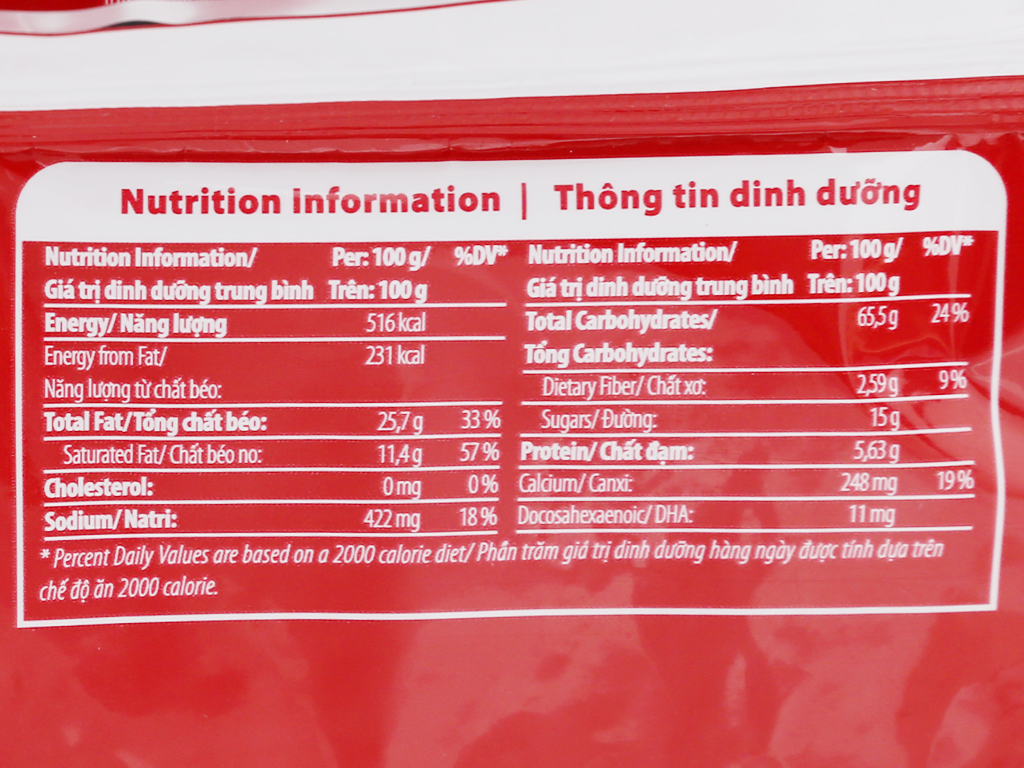 Nutrition Information | Thông tin dinh dưỡng
Nutrition Information/ Per: 100 g/ %DV*
Giá trị dinh dưỡng trung bình Trên: 100 g
Energy/ Năng lượng 516 kcal
Energy from Fat/ 231 kcal
Năng lượng từ chất béo:
Total Fat/ Tổng chất béo: 25,7 g 33 %
Saturated Fat/ Chất béo no: 11,4 g 57 %
Cholesterol: 0 mg 0 %
Sodium/ Natri: 422 mg 18 %
Nutrition Information/ Per: 100 g/ %DV*
Giá trị dinh dưỡng trung bình Trên: 100 g
Total Carbohydrates/ 65,5 g 24 %
Tổng Carbohydrates:
Dietary Fiber/ Chất xơ: 2,59 g 9 %
Sugars/ Đường: 15 g
Protein/ Chất đạm: 5,63 g
Calcium/ Canxi: 248 mg 19 %
Docosahexaenoic/ DHA: 11 mg
* Percent Daily Values are based on a 2000 calorie diet/ Phần trăm giá trị dinh dưỡng hàng ngày được tính dựa trên
chế độ ăn 2000 calorie.